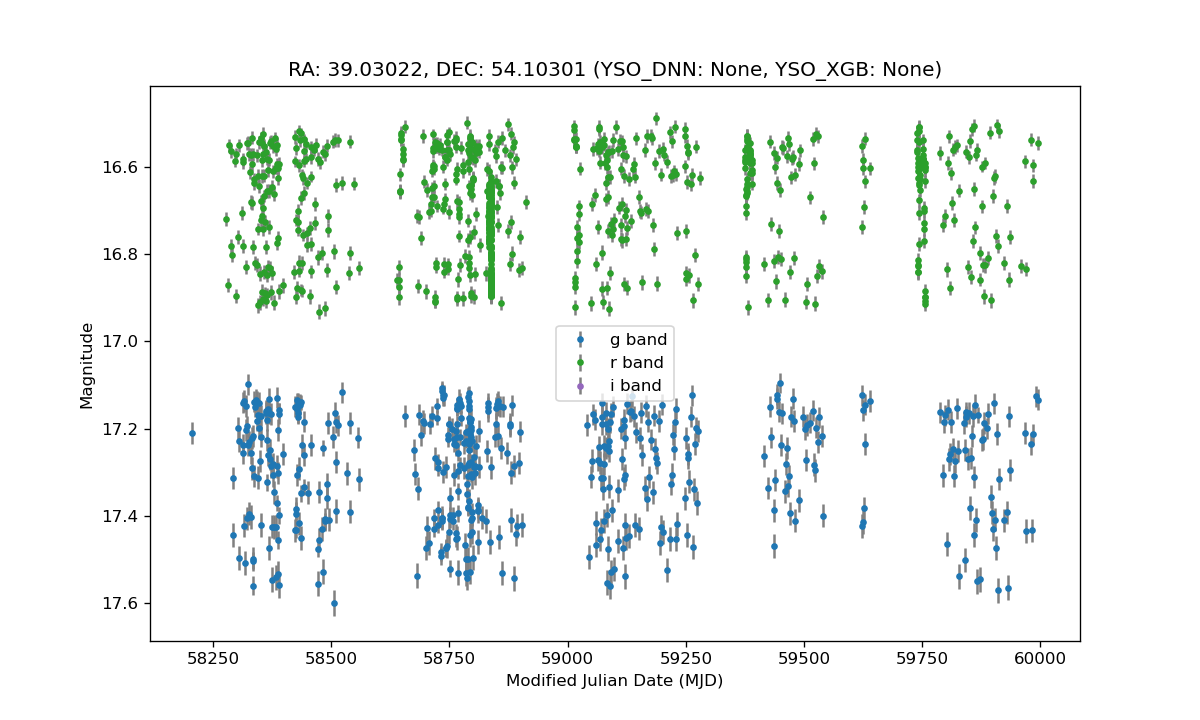 RA: 39.03022, DEC: 54.10301 (YSO_DNN: None, YSO_XGB: None)
16.6
16.8
17.0
17.2
17.4
17.6
Magnitude
g band
r band
i band
58250 58500 58750 59000 59250 59500 59750 60000
Modified Julian Date (MJD)